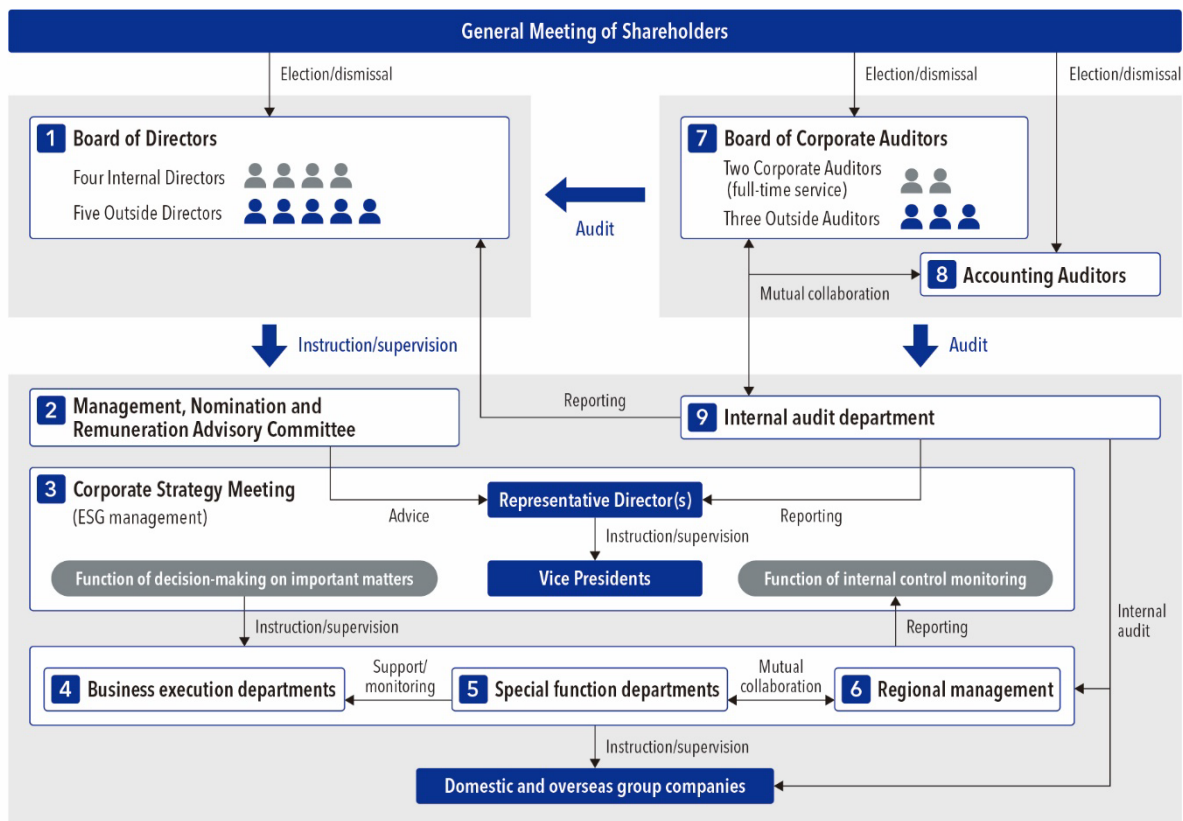 General Meeting of Shareholders
Election/dismissal
Election/dismissal
Election/dismissal
1 Board of Directors
Four Internal Directors
Five Outside Directors
Audit
7 Board of Corporate Auditors
Two Corporate Auditors
(full-time service)
Three Outside Auditors
8 Accounting Auditors
Mutual collaboration
Instruction/supervision
Audit
2 Management, Nomination and
Remuneration Advisory Committee
Reporting
9 Internal audit department
3 Corporate Strategy Meeting
(ESG management)
Representative Director(s)
Advice
Reporting
Instruction/supervision
Function of decision-making on important matters
Vice Presidents
Function of internal control monitoring
Instruction/supervision
Reporting
Internal
audit
4 Business execution departments
Support/
monitoring
5 Special function departments
Mutual
collaboration
6 Regional management
Instruction/supervision
Domestic and overseas group companies